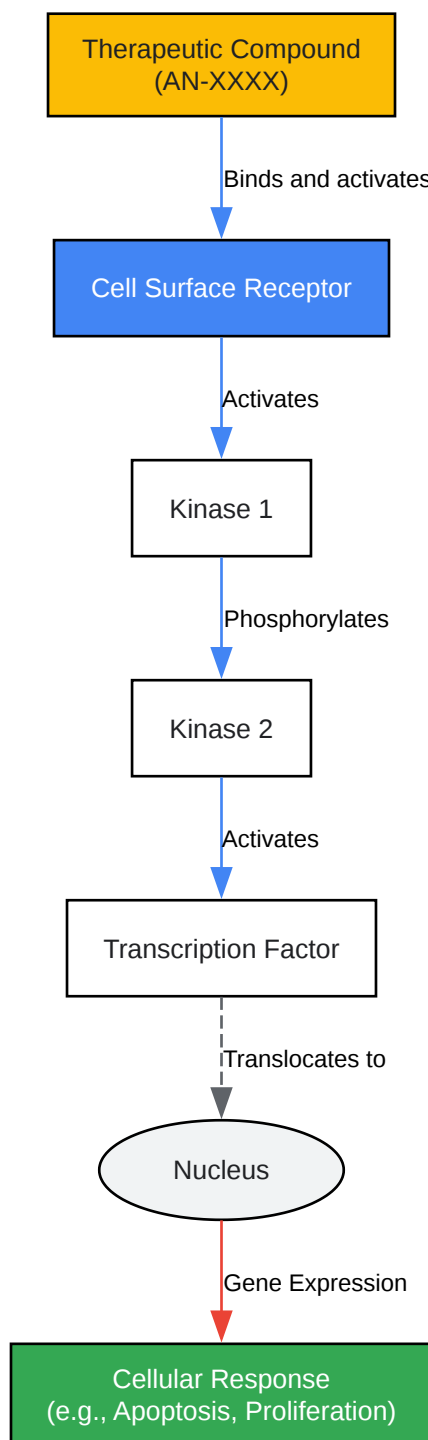 Therapeutic Compound
(AN-XXXX)
Binds and activates
Cell Surface Receptor
Activates
Kinase 1
Phosphorylates
Kinase 2
Activates
Transcription Factor
Translocates to
Nucleus
Gene Expression
Cellular Response
(e.g., Apoptosis, Proliferation)